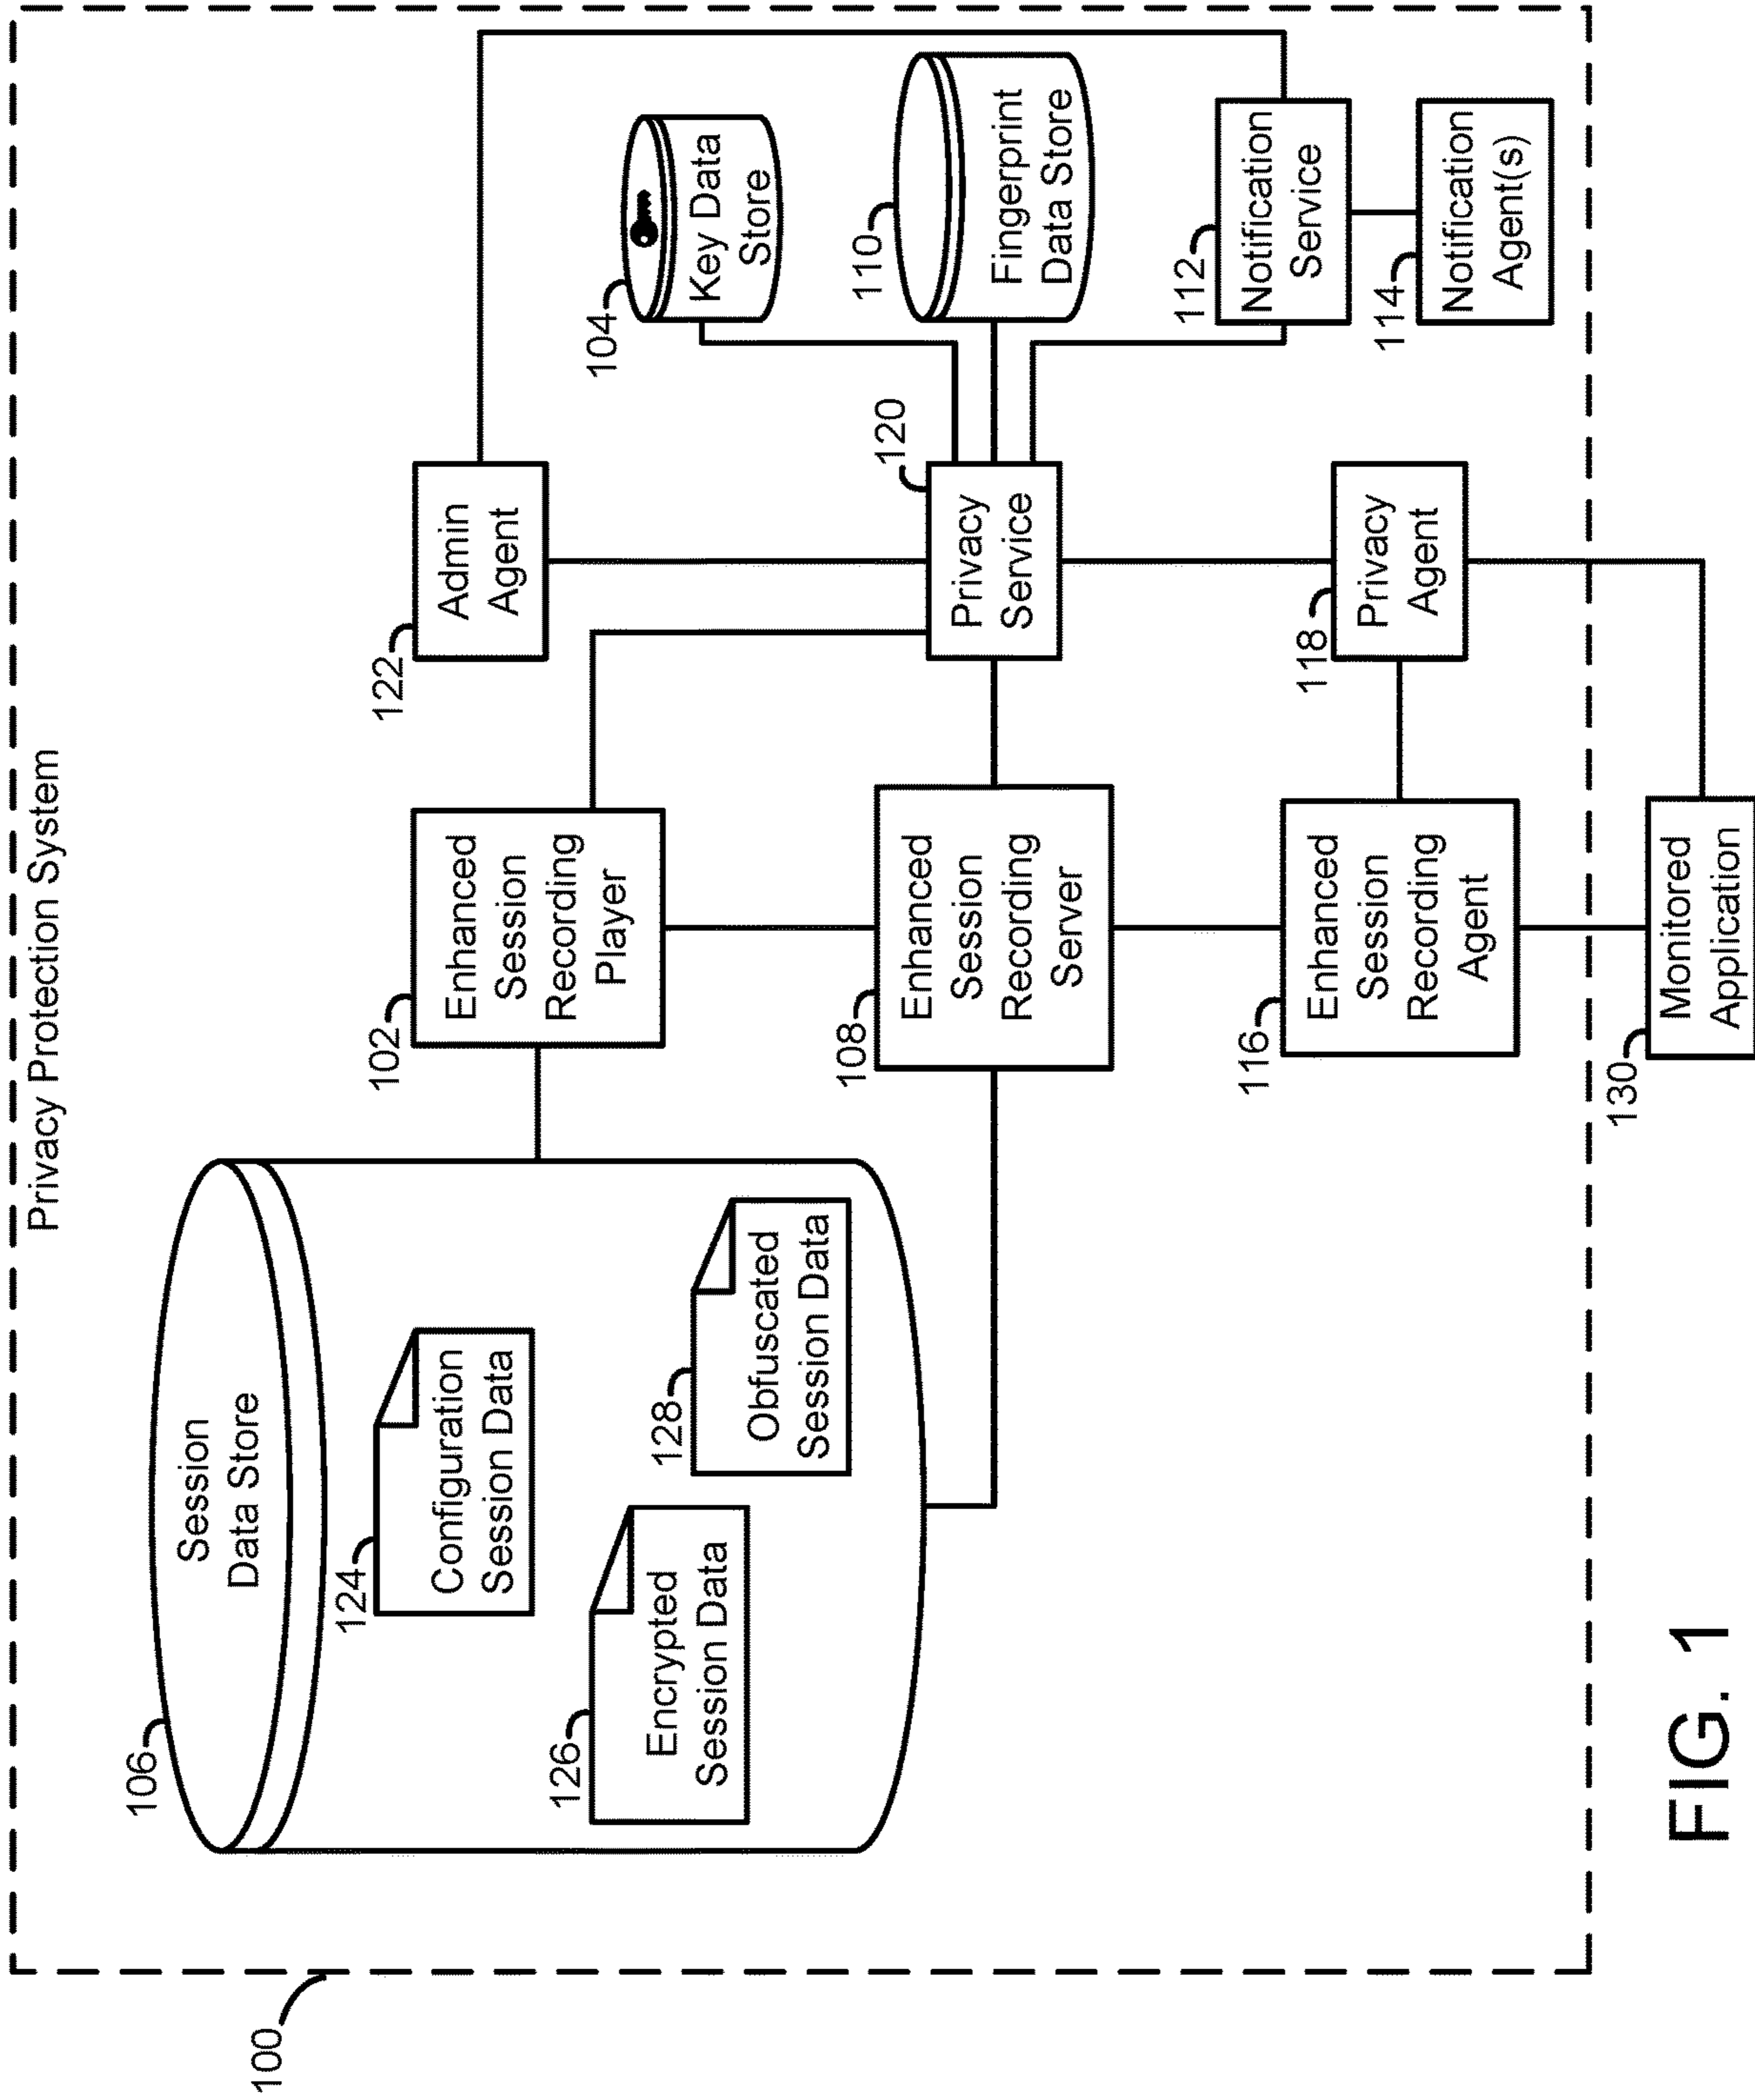 Privacy Protection System
100
106
Session
Data Store
124
Configuration
Session Data
126
Encrypted
Session Data
128
Obfuscated
Session Data
102
Enhanced
Session
Recording
Player
108
Enhanced
Session
Recording
Server
116
Enhanced
Session
Recording
Agent
130
Monitored
Application
122
Admin
Agent
120
Privacy
Service
118
Privacy
Agent
104
Key Data
Store
110
Fingerprint
Data Store
112
Notification
Service
114
Notification
Agent(s)
FIG. 1